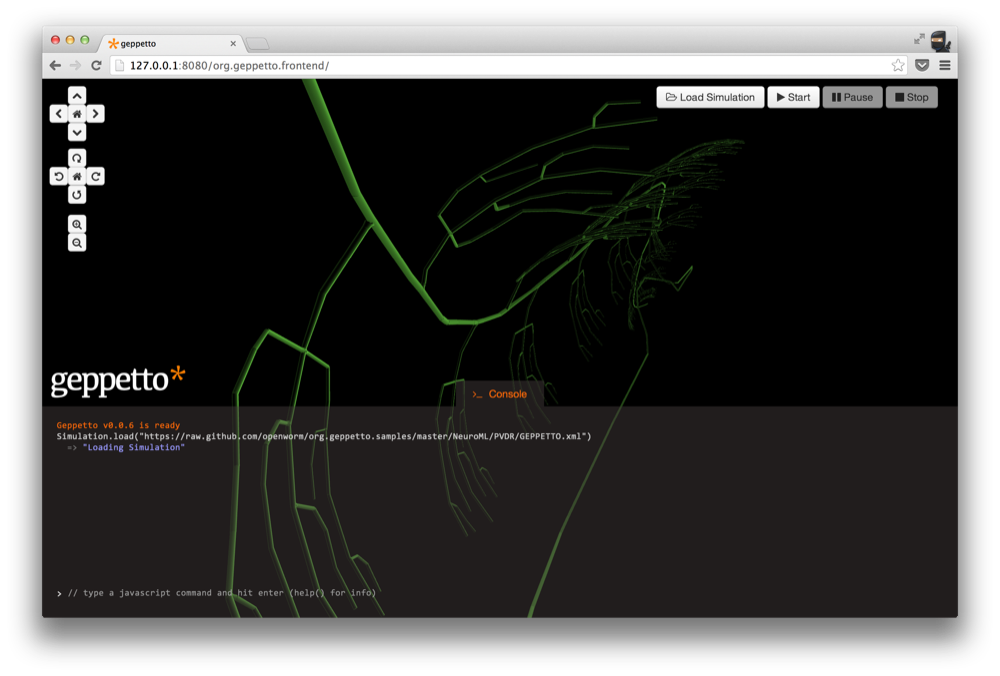 geppetto
127.0.0.1:8080/org.geppetto.frontend/
Load Simulation Start Pause Stop
geppetto*
>_ Console
Geppetto v0.0.6 is ready
Simulation.load("https://raw.github.com/openworm/org.geppetto.samples/master/NeuroML/PVDR/GEPPETTO.xml")
=> "Loading Simulation"
> // type a javascript command and hit enter (help() for info)